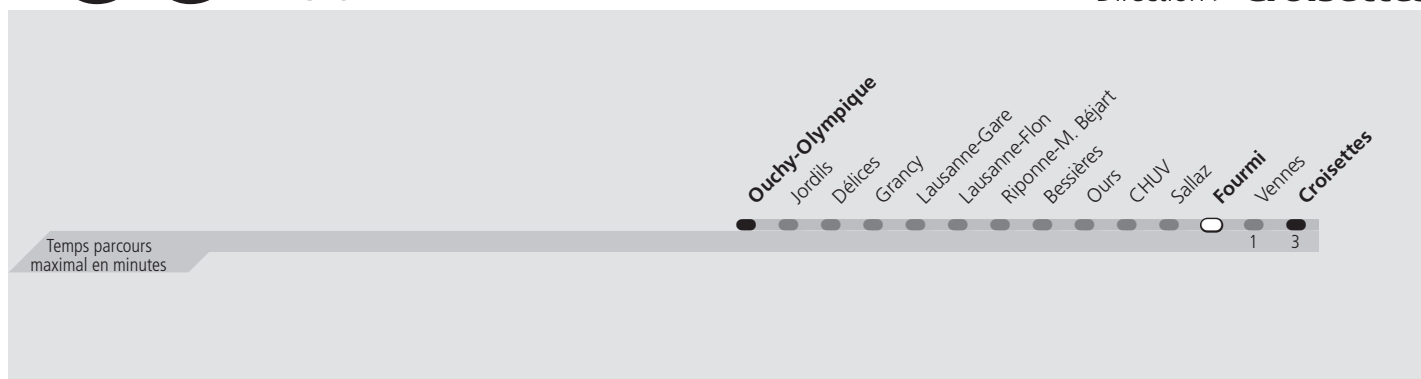 Ouchy-Olympique
Jordils
Délices
Grancy
Lausanne-Gare
Lausanne-Flon
Riponne-M. Béjart
Bessières
Ours
CHUV
Sallaz
Fourmi
Vennes
Croisettes
Temps parcours
maximal en minutes
1 3